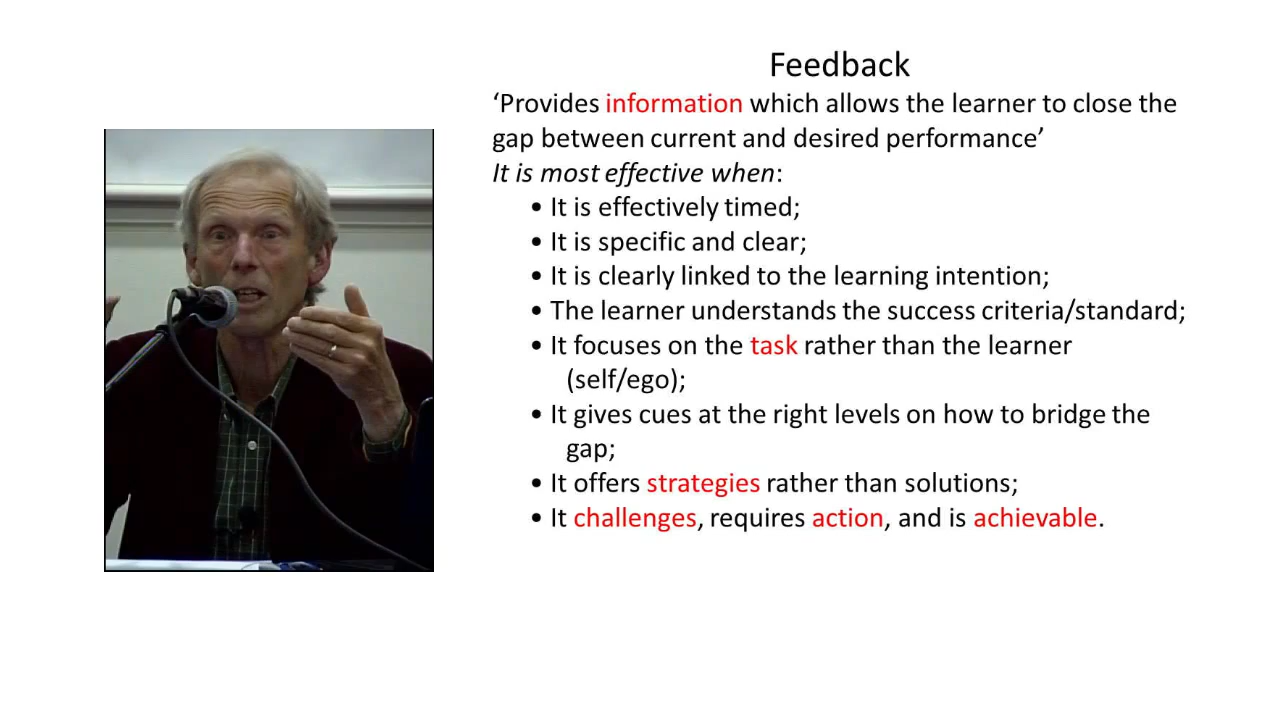 Feedback
‘Provides information which allows the learner to close the
gap between current and desired performance’
It is most effective when:
• It is effectively timed;
• It is specific and clear;
• It is clearly linked to the learning intention;
• The learner understands the success criteria/standard;
• It focuses on the task rather than the learner
(self/ego);
• It gives cues at the right levels on how to bridge the
gap;
• It offers strategies rather than solutions;
• It challenges, requires action, and is achievable.